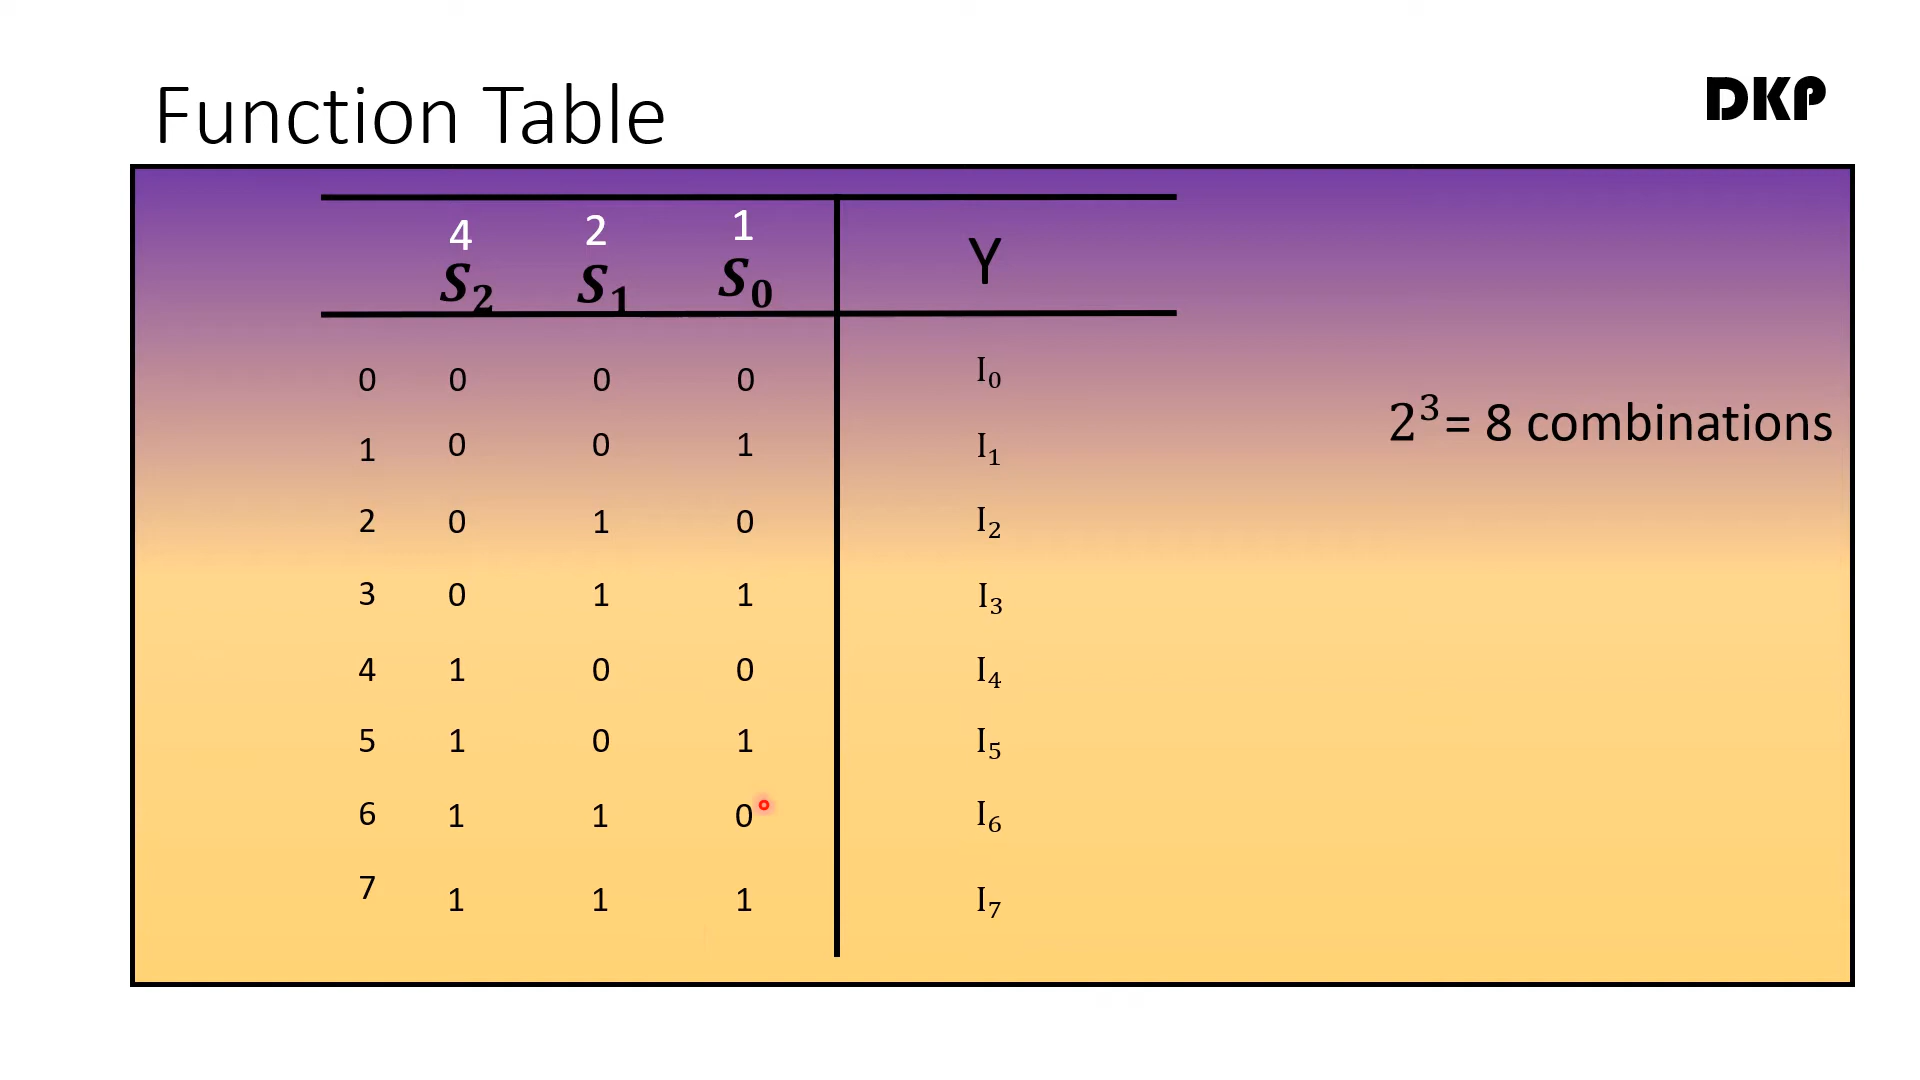 Function Table
DKP
4 2 1
S₂ S₁ S₀ Y
0 0 0 0 I₀
1 0 0 1 I₁
2 0 1 0 I₂
3 0 1 1 I₃
4 1 0 0 I₄
5 1 0 1 I₅
6 1 1 0 I₆
7 1 1 1 I₇
2³= 8 combinations